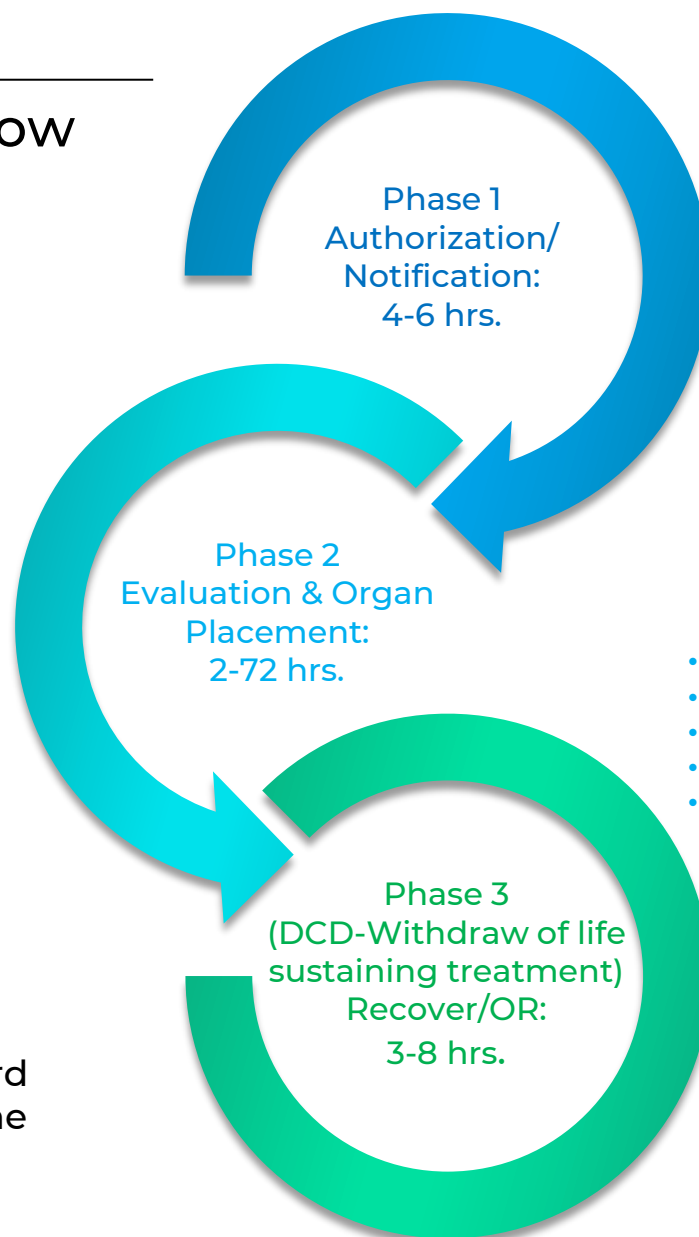 ow
Phase 1
Authorization/
Notification:
4-6 hrs.
Phase 2
Evaluation & Organ
Placement:
2-72 hrs.
•
•
•
•
•
Phase 3
(DCD-Withdraw of life
sustaining treatment)
Recover/OR:
3-8 hrs.
rd
ne